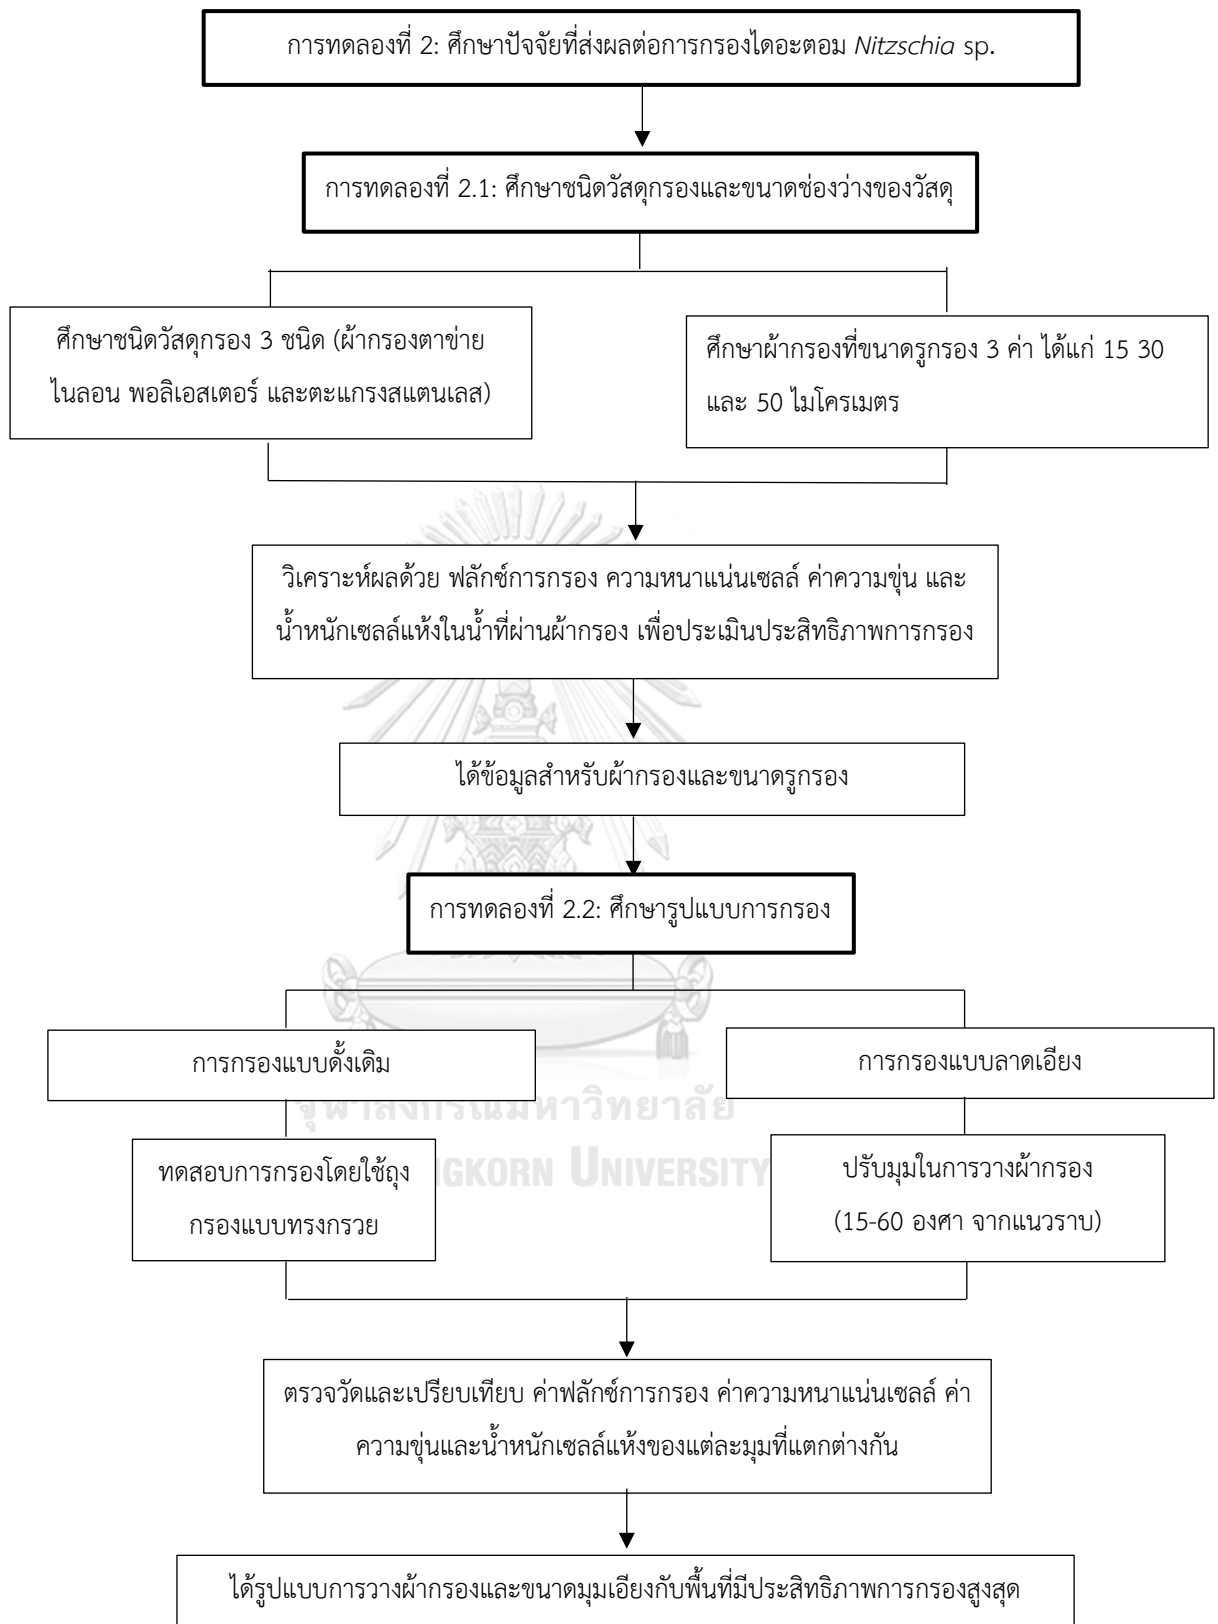 การทดลองที่ 2: ศึกษาปัจจัยที่ส่งผลต่อการกรองไดอะตอม Nitzschia sp.
การทดลองที่ 2.1: ศึกษาชนิดวัสดุกรองและขนาดช่องว่างของวัสดุ
ศึกษาชนิดวัสดุกรอง 3 ชนิด (ผ้ากรองตาข่าย
ไนลอน พอลิเอสเตอร์ และตะแกรงสแตนเลส)
ศึกษาผ้ากรองที่ขนาดรูกรอง 3 ค่า ได้แก่ 15 30
และ 50 ไมโครเมตร
วิเคราะห์ผลด้วย ฟลักซ์การกรอง ความหนาแน่นเซลล์ ค่าความขุ่น และ
น้ำหนักเซลล์แห้งในน้ำที่ผ่านผ้ากรอง เพื่อประเมินประสิทธิภาพการกรอง
ได้ข้อมูลสำหรับผ้ากรองและขนาดรูกรอง
การทดลองที่ 2.2: ศึกษารูปแบบการกรอง
การกรองแบบดั้งเดิม
การกรองแบบลาดเอียง
จุฬาลงกรณ์มหาวิทยาลัย
ทดสอบการกรองโดยใช้ถุง
กรองแบบทรงกรวย
NGKORN UNIVERSITY
ปรับมุมในการวางผ้ากรอง
(15-60 องศา จากแนวราบ)
ตรวจวัดและเปรียบเทียบ ค่าฟลักซ์การกรอง ค่าความหนาแน่นเซลล์ ค่า
ความขุ่นและน้ำหนักเซลล์แห้งของแต่ละมุมที่แตกต่างกัน
ได้รูปแบบการวางผ้ากรองและขนาดมุมเอียงกับพื้นที่มีประสิทธิภาพการกรองสูงสุด